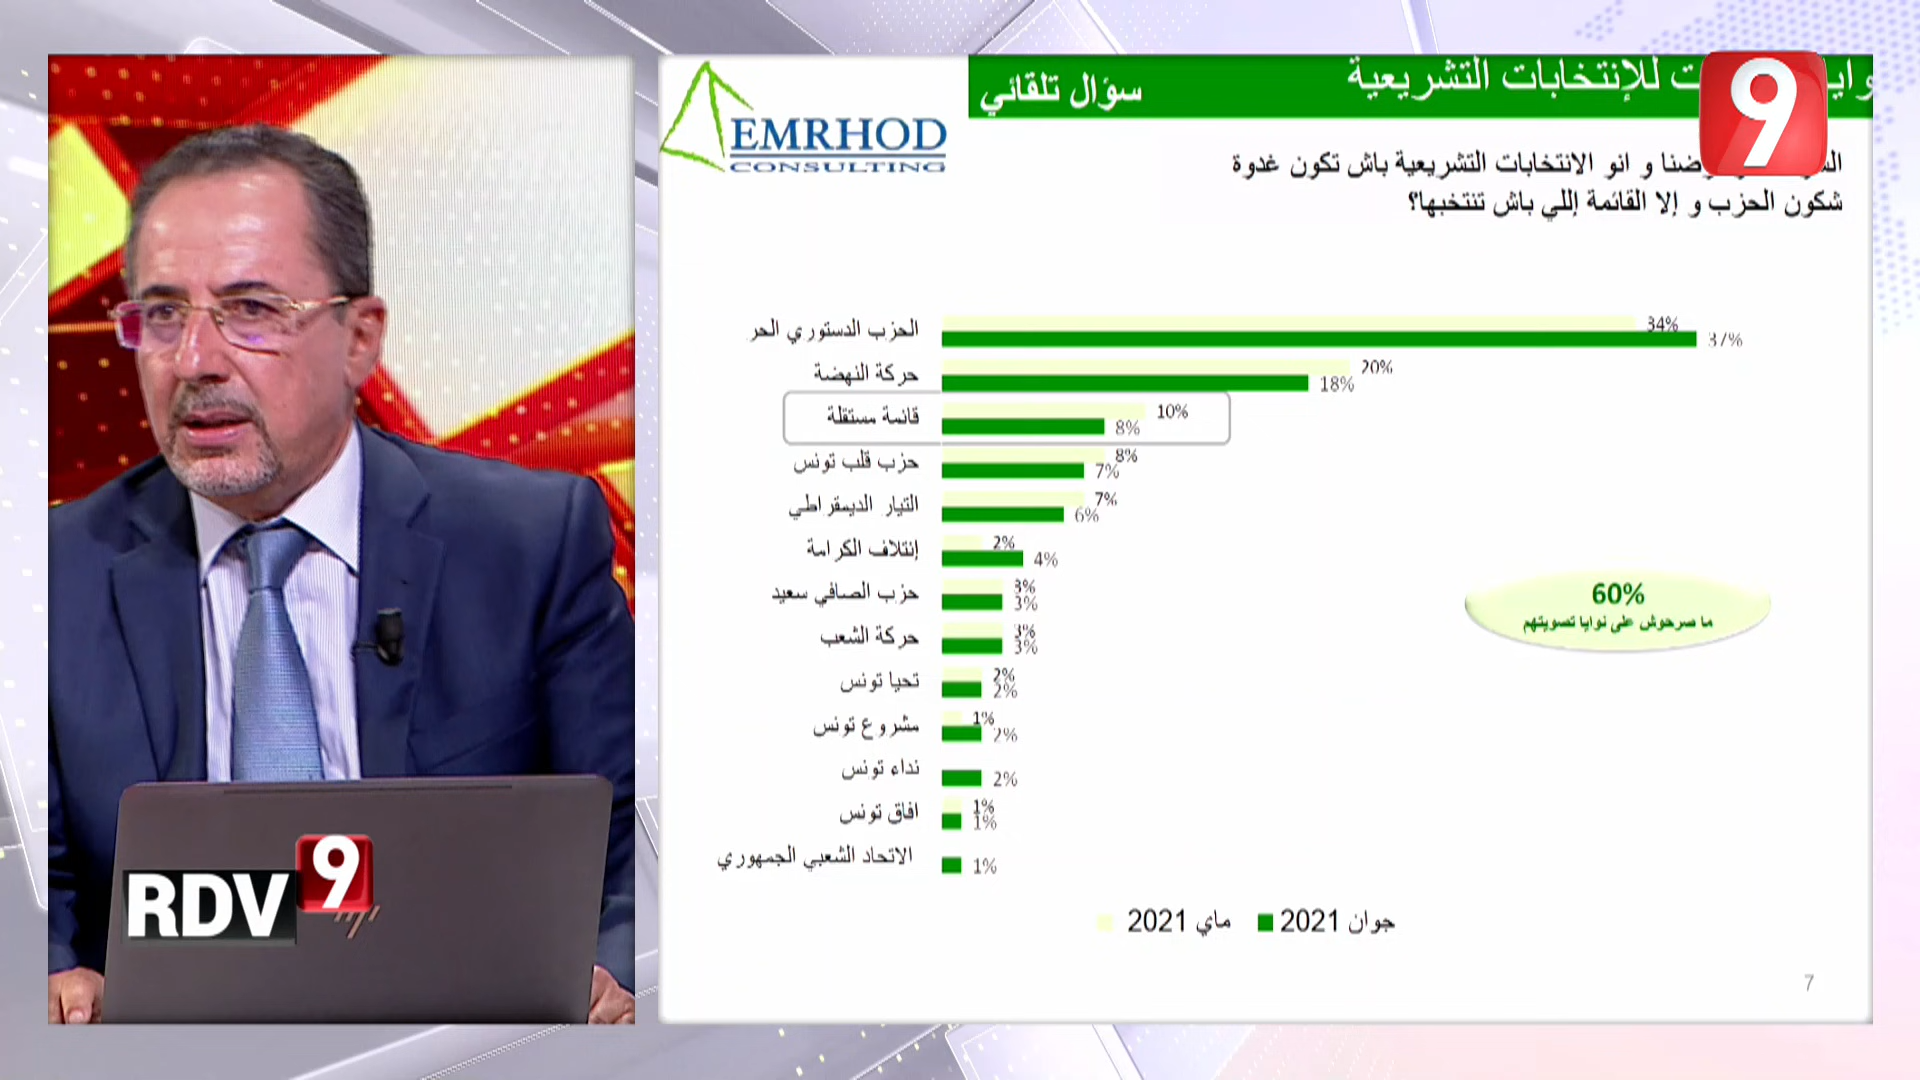 EMRHOD
CONSULTING
سؤال تلقائي
ت للإنتخابات التشريعية
9
و انو الانتخابات التشريعية باش تكون غدوة
شكون الحزب و إلا القائمة إللي باش تنتخبها؟
الحزب الدستوري الحر 34% 37%
حركة النهضة 20% 18%
قائمة مستقلة 10% 8%
حزب قلب تونس 8% 7%
التيار الديمقراطي 7% 6%
إئتلاف الكرامة 2% 4%
حزب الصافي سعيد 3% 3%
حركة الشعب 3% 3%
تحيا تونس 2% 2%
مشروع تونس 1% 2%
نداء تونس 2%
افاق تونس 1% 1%
الاتحاد الشعبي الجمهوري 1%
60%
ما صرحوش على نوايا تصويتهم
جوان 2021 ماي 2021
7
RDV 9